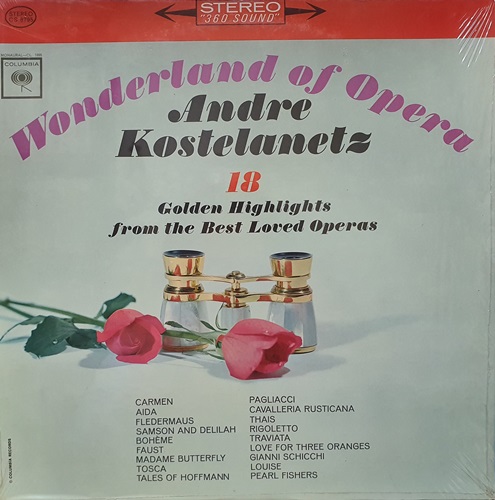 STEREO
"360 SOUND"
COLUMBIA
Wonderland of Opera
Andre
Kostelanetz
18
Golden Highlights
from the Best Loved Operas
CARMEN
AIDA
FLEDERMAUS
SAMSON AND DELILAH
BOHÈME
FAUST
MADAME BUTTERFLY
TOSCA
TALES OF HOFFMANN
PAGLIACCI
CAVALLERIA RUSTICANA
THAIS
RIGOLETTO
TRAVIATA
LOVE FOR THREE ORANGES
GIANNI SCHICCHI
LOUISE
PEARL FISHERS